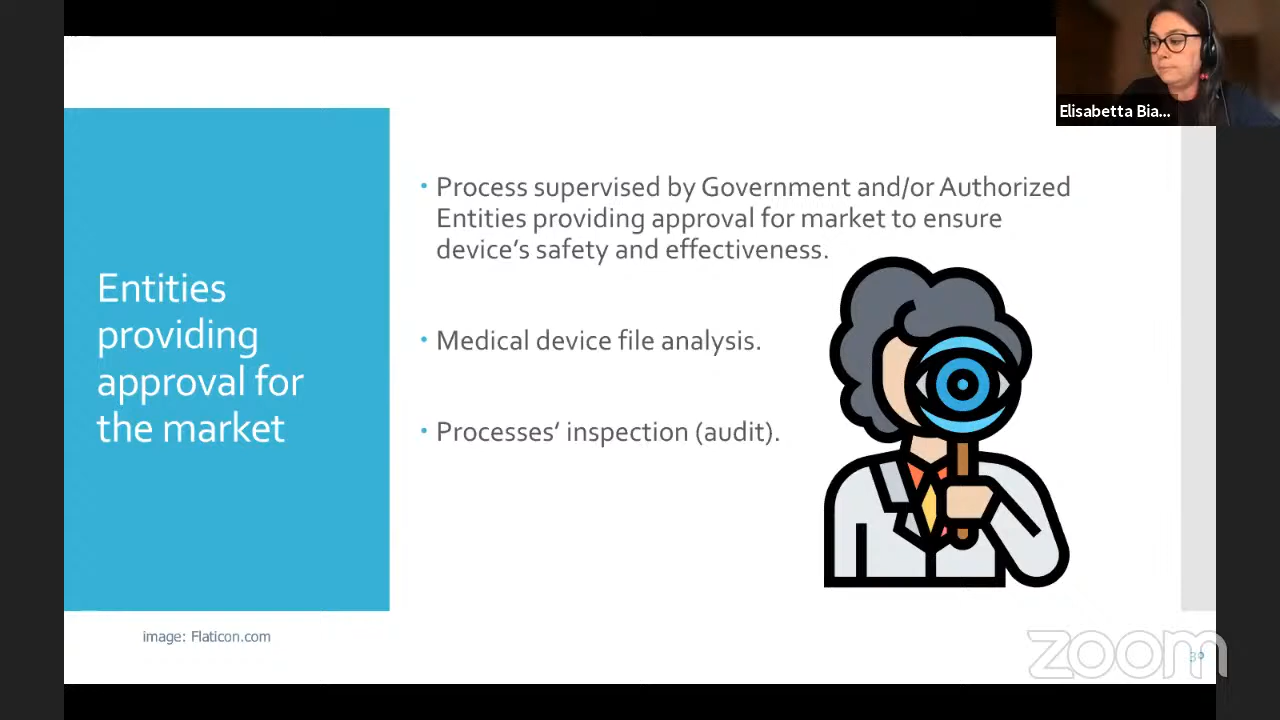 Elisabetta Bia...
Entities
providing
approval for
the market
• Process supervised by Government and/or Authorized
Entities providing approval for market to ensure
device’s safety and effectiveness.
• Medical device file analysis.
• Processes‘ inspection (audit).
image: Flaticon.com
zoom